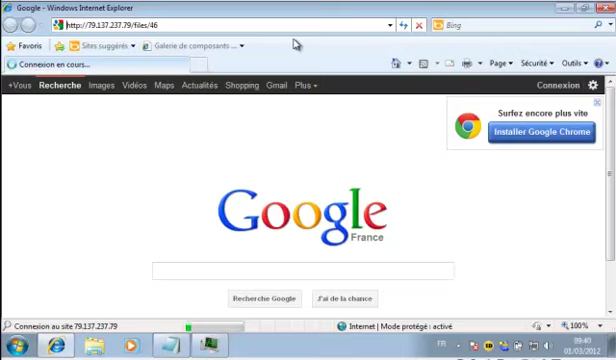 Google - Windows Internet Explorer
http://79.137.237.79/files/46
Bing
Favoris Sites suggérés Galerie de composants ...
Connexion en cours...
Page Sécurité Outils
+Vous Recherche Images Vidéos Maps Actualités Shopping Gmail Plus
Connexion
Surfez encore plus vite
Installer Google Chrome
Google
France
Recherche Google J'ai de la chance
Connexion au site 79.137.237.79
Internet | Mode protégé : activé
100%
FR
09:40
01/03/2012